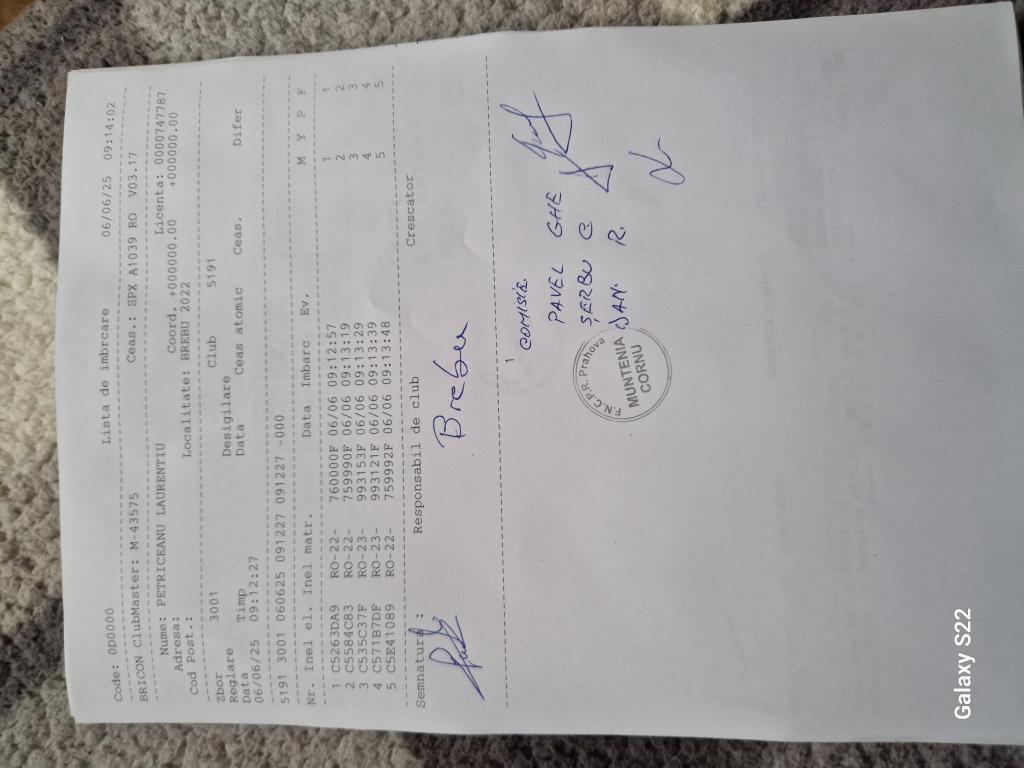 Code: 0D0000 Lista de imbrcare 06/06/25 09:14:02
BRICON ClubMaster: M-43575 Ceas.: SPX A1039 RO V03.17
Nume: PETRICEANU LAURENTIU Licenta: 0000747787
Adresa: Coord. +000000.00 +000000.00
Cod Post.: Localitate: BREBU 2022
Zbor 3001 Club 5191
Reglare Desigilare
Data Timp Data Ceas atomic Ceas. Difer
06/06/25 09:12:27
5191 3001 060625 091227 091227 091227 -000
Nr. Inel el. Inel matr. Data Imbarc Ev. M Y P F
1 C5263DA9 RO-22- 760000F 06/06 09:12:57 1 1
2 C5584C83 RO-22- 759990F 06/06 09:13:19 2 2
3 C535C37F RO-23- 993153F 06/06 09:13:29 3 3
4 C571B7DF RO-23- 993121F 06/06 09:13:39 4 4
5 C5E41089 RO-22- 759992F 06/06 09:13:48 5 5
Semnatura: Responsabil de club Crescator
Brebu
1
COMISIA
PAVEL GHE
ȘERBU C
DAN R.
F.N.C.P.R. Prahova
MUNTENIA
CORNU
Galaxy S22